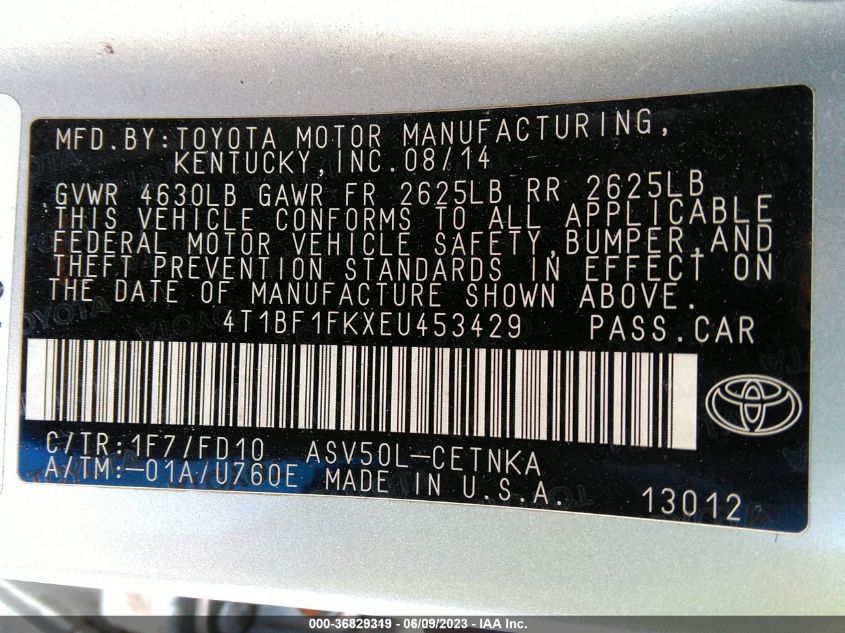 MFD.BY:TOYOTA MOTOR MANUFACTURING,
KENTUCKY,INC.08/14
GVWR 4630LB GAWR FR 2625LB RR 2625LB
THIS VEHICLE CONFORMS TO ALL APPLICABLE
FEDERAL MOTOR VEHICLE SAFETY,BUMPER,AND
THEFT PREVENTION STANDARDS IN EFFECT ON
THE DATE OF MANUFACTURE SHOWN ABOVE.
4T1BF1FKXEU453429 PASS.CAR
C/TR:1F7/FD10 ASV50L-CETNKA
A/TM:-01A/U760E MADE IN U.S.A. 13012
000-36829319 - 06/09/2023 - IAA Inc.